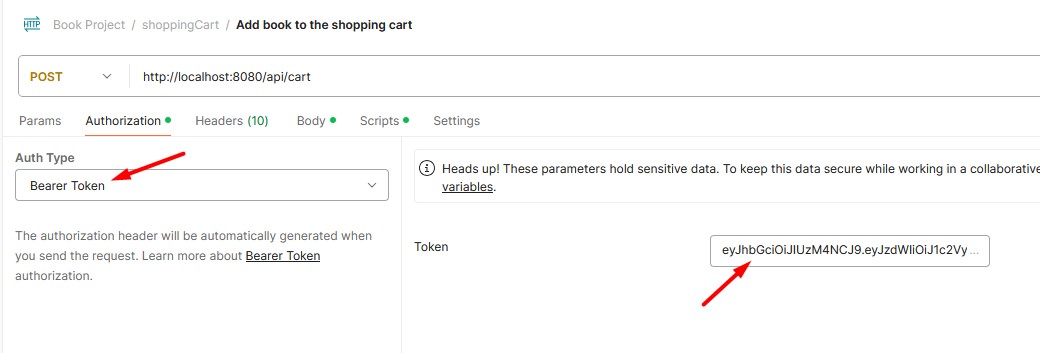 HTTP Book Project / shoppingCart / Add book to the shopping cart
POST http://localhost:8080/api/cart
Params Authorization Headers (10) Body Scripts Settings
Auth Type
Bearer Token
The authorization header will be automatically generated when
you send the request. Learn more about Bearer Token
authorization.
Heads up! These parameters hold sensitive data. To keep this data secure while working in a collaborative
variables.
Token
eyJhbGciOiJIUzM4NCJ9.eyJzdWIiOiJ1c2Vy...